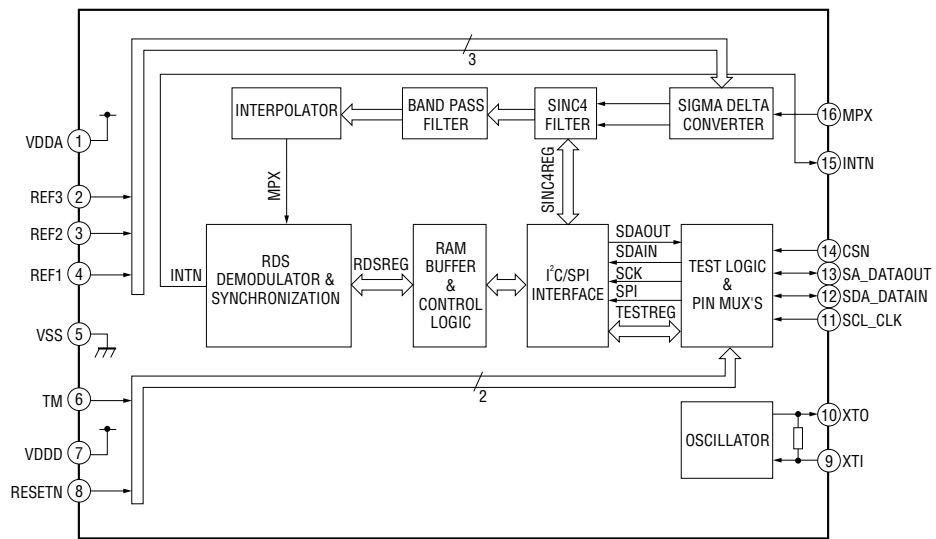 3
INTERPOLATOR
BAND PASS
FILTER
SINC4
FILTER
SIGMA DELTA
CONVERTER
16 MPX
VDDA 1
15 INTN
MPX
SINC4REG
REF3 2
REF2 3
REF1 4
INTN
RDS
DEMODULATOR &
SYNCHRONIZATION
RDSREG
RAM
BUFFER
&
CONTROL
LOGIC
I²C/SPI
INTERFACE
SDAOUT
SDAIN
SCK
SPI
TESTREG
TEST LOGIC
&
PIN MUX'S
14 CSN
13 SA_DATAOUT
12 SDA_DATAIN
11 SCL_CLK
VSS 5
2
TM 6
VDDD 7
RESETN 8
OSCILLATOR
10 XTO
9 XTI